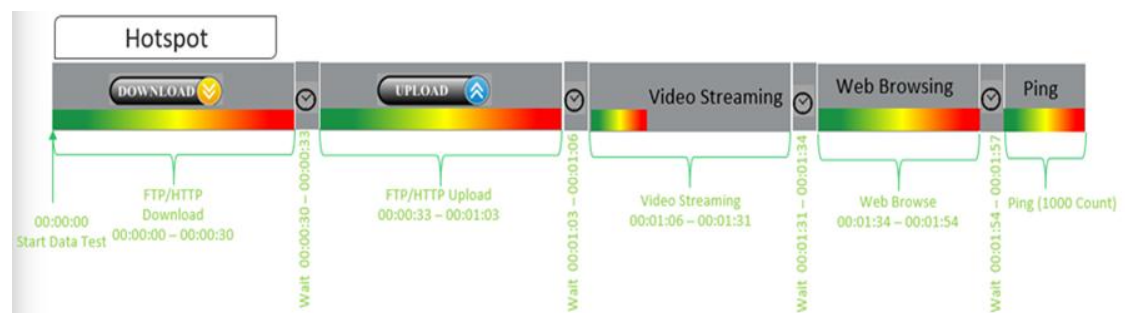 Hotspot
DOWNLOAD
UPLOAD
Video Streaming
Web Browsing
Ping
00:00:00
Start Data Test
FTP/HTTP
Download
00:00:00 – 00:00:30
Wait 00:00:30 – 00:00:33
FTP/HTTP Upload
00:00:33 – 00:01:03
Wait 00:01:03 – 00:01:06
Video Streaming
00:01:06 – 00:01:31
Wait 00:01:31 – 00:01:34
Web Browse
00:01:34 – 00:01:54
Wait 00:01:54 – 00:01:57
Ping (1000 Count)